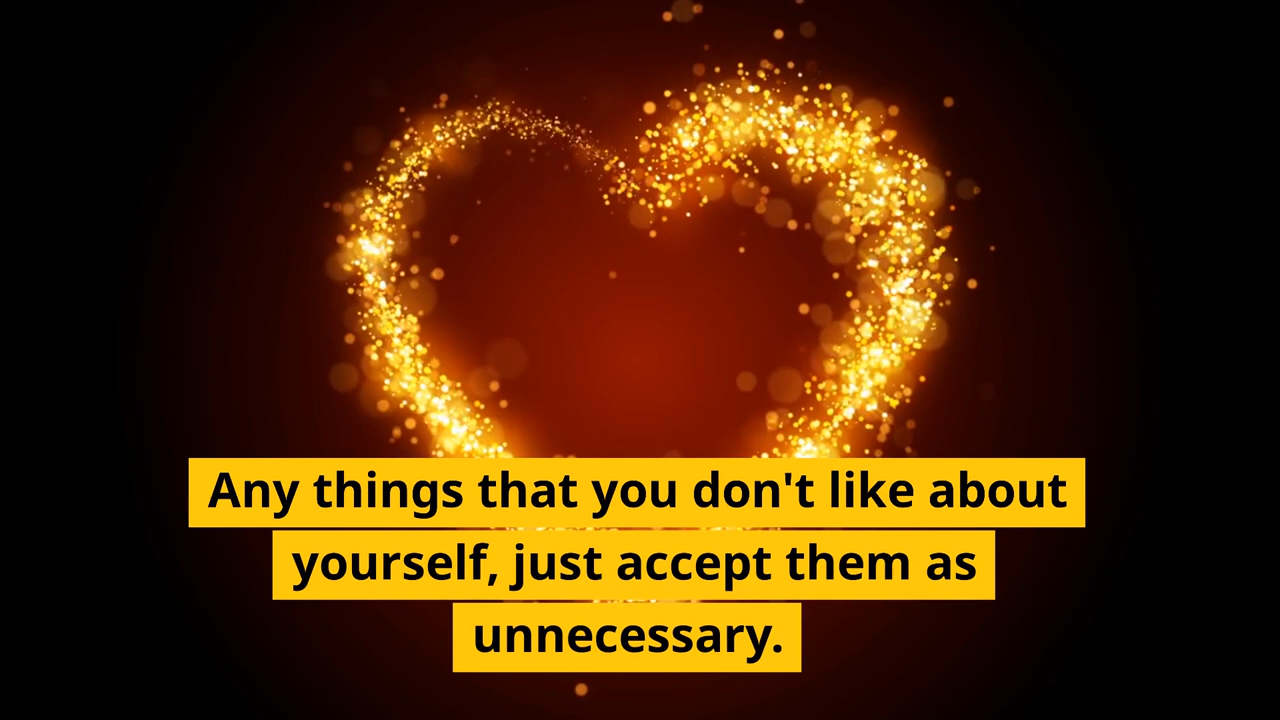 Any things that you don't like about
yourself, just accept them as
unnecessary.